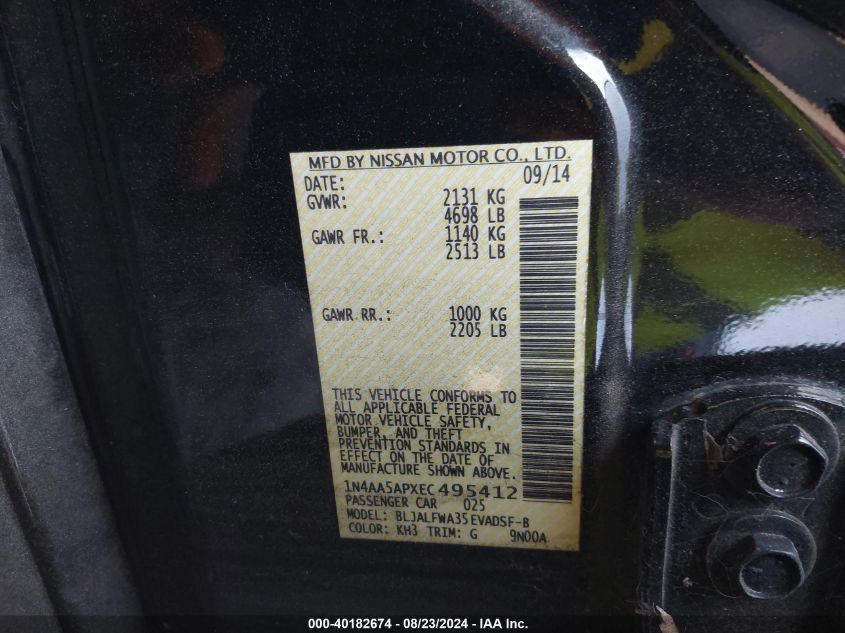 MFD BY NISSAN MOTOR CO., LTD.
DATE: 09/14
GVWR: 2131 KG
4698 LB
GAWR FR.: 1140 KG
2513 LB
GAWR RR.: 1000 KG
2205 LB
THIS VEHICLE CONFORMS TO
ALL APPLICABLE FEDERAL
MOTOR VEHICLE SAFETY,
BUMPER, AND THEFT
PREVENTION STANDARDS IN
EFFECT ON THE DATE OF
MANUFACTURE SHOWN ABOVE.
1N4AA5APXEC495412
PASSENGER CAR 025
MODEL: BLJALFWA35EVADSF-B
COLOR: KH3 TRIM: G 9N00A
000-40182674 - 08/23/2024 - IAA Inc.